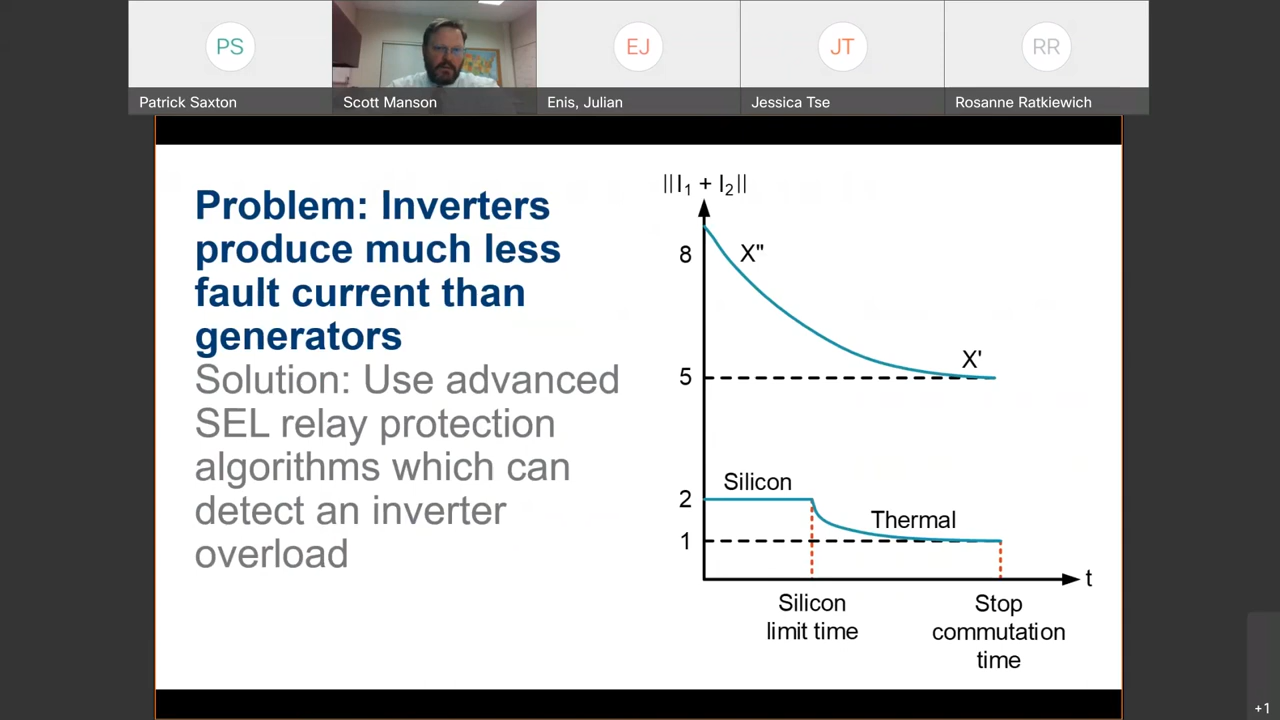 PS
EJ
JT
RR
Patrick Saxton
Scott Manson
Enis, Julian
Jessica Tse
Rosanne Ratkiewich
Problem: Inverters
produce much less
fault current than
generators
Solution: Use advanced
SEL relay protection
algorithms which can
detect an inverter
overload
||I₁ + I₂||
8
X"
X'
5
Silicon
2
Thermal
1
t
Silicon
limit time
Stop
commutation
time
+1